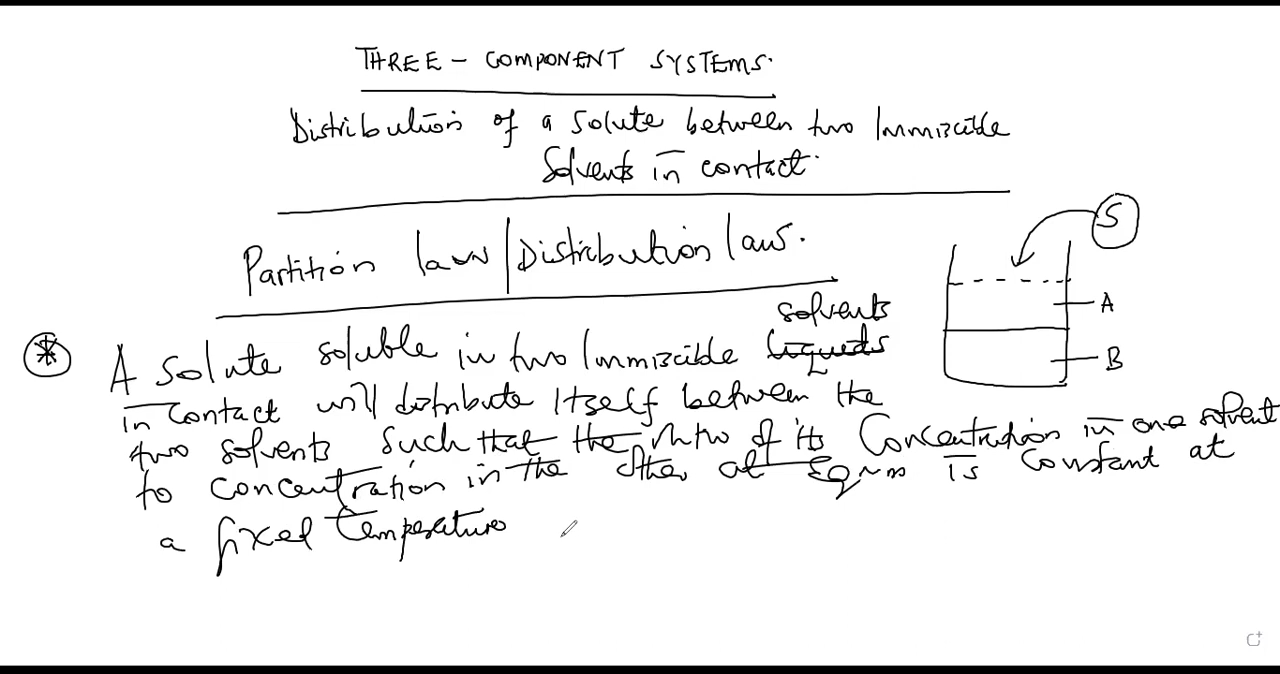 THREE - COMPONENT SYSTEMS.
Distribution of a solute between two Immiscible
Solvents in contact.
Partition law/Distribution law.
S
A
B
solvents
A solute soluble in two Immiscible liquids
in contact will distribute Itself between the
two solvents such that the ratio of its Concentration in one solvent
to concentration in the other at Eqm is constant at
a fixed temperature